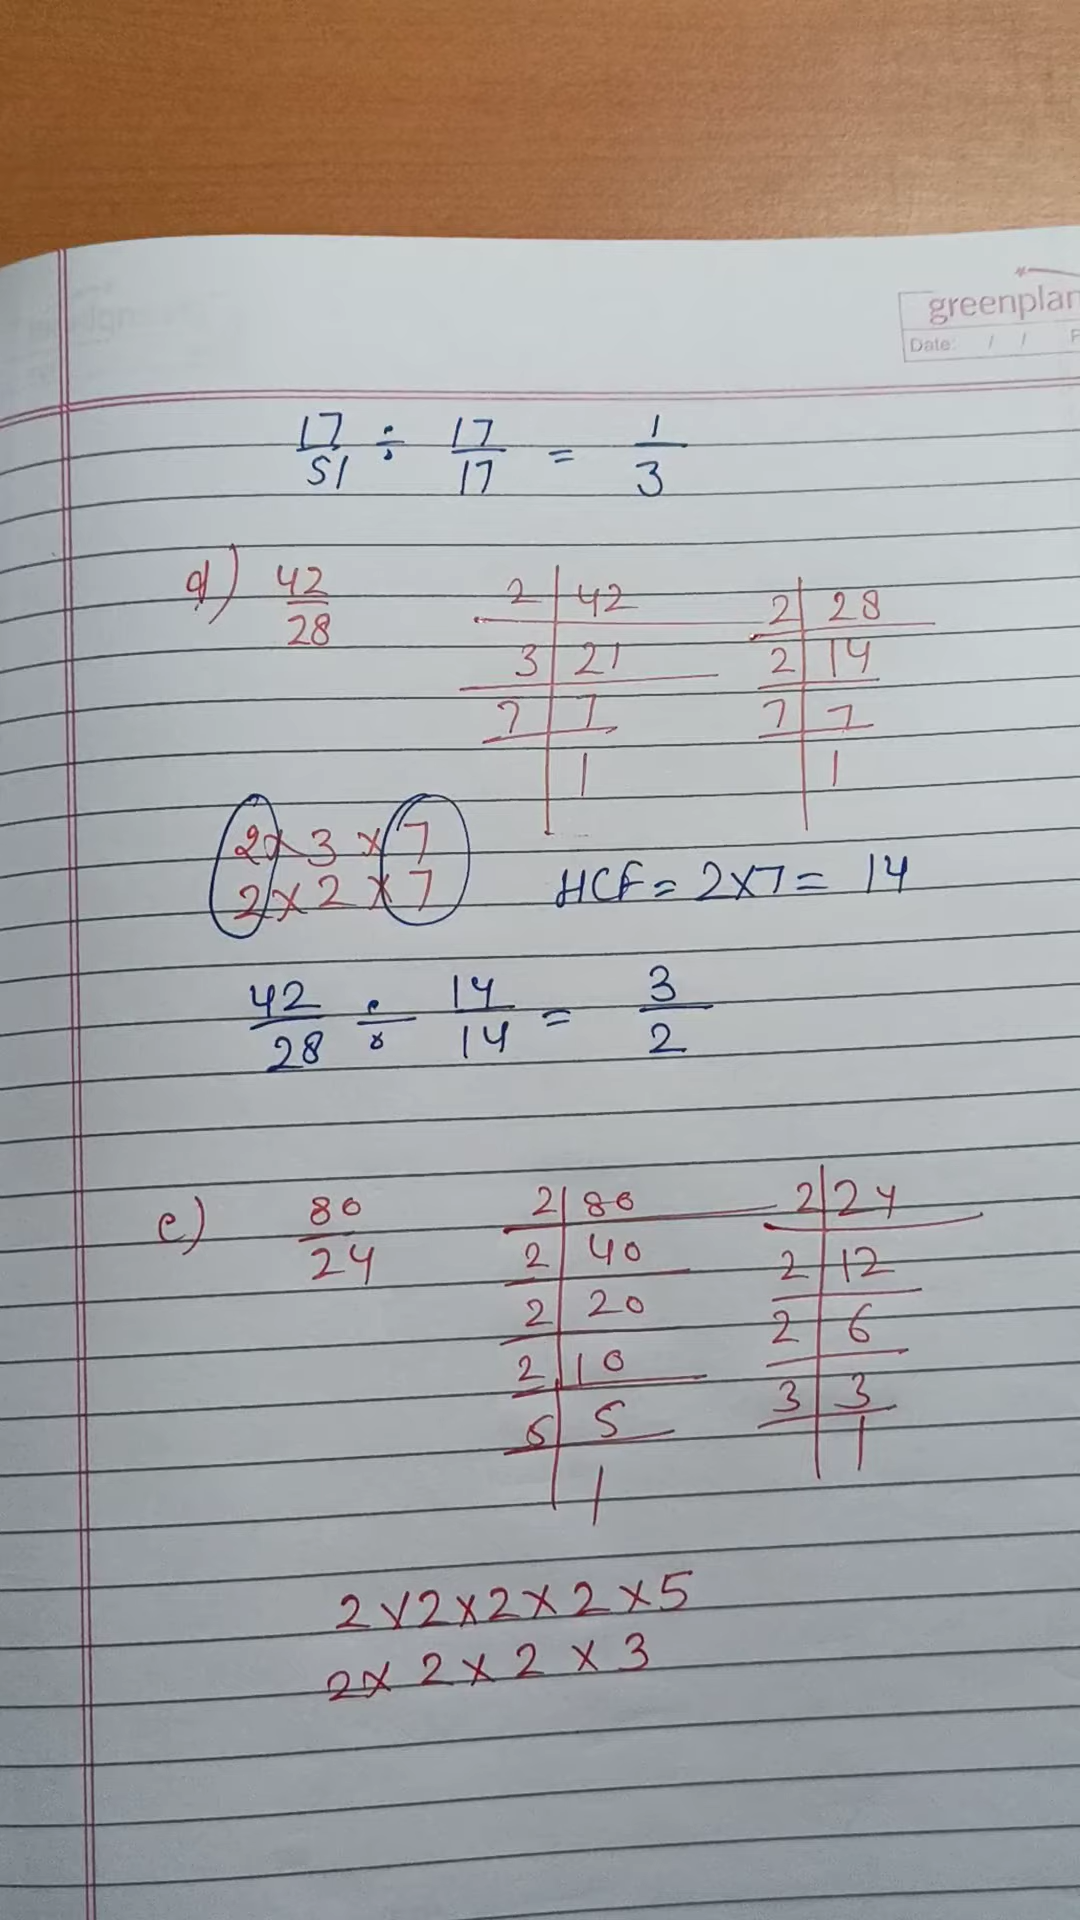 greenplan
Date: / /
17/51 ÷ 17/17 = 1/3
d) 42/28
2 | 42
3 | 21
7 | 7
1
2 | 28
2 | 14
7 | 7
1
2 × 3 × 7
2 × 2 × 7
HCF = 2 × 7 = 14
42/28 ÷ 14/14 = 3/2
e) 80/24
2 | 80
2 | 40
2 | 20
2 | 10
5 | 5
1
2 | 24
2 | 12
2 | 6
3 | 3
1
2 × 2 × 2 × 2 × 5
2 × 2 × 2 × 3